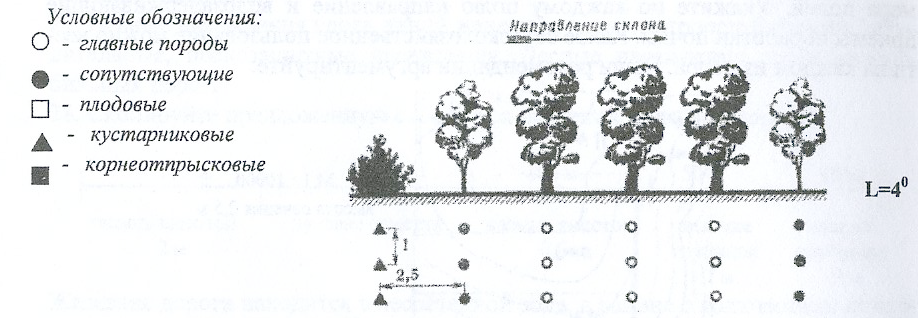 Условные обозначения:
- главные породы
- сопутствующие
- плодовые
- кустарниковые
- корнеотпрысковые
Направление склона
L=4⁰
1
2,5